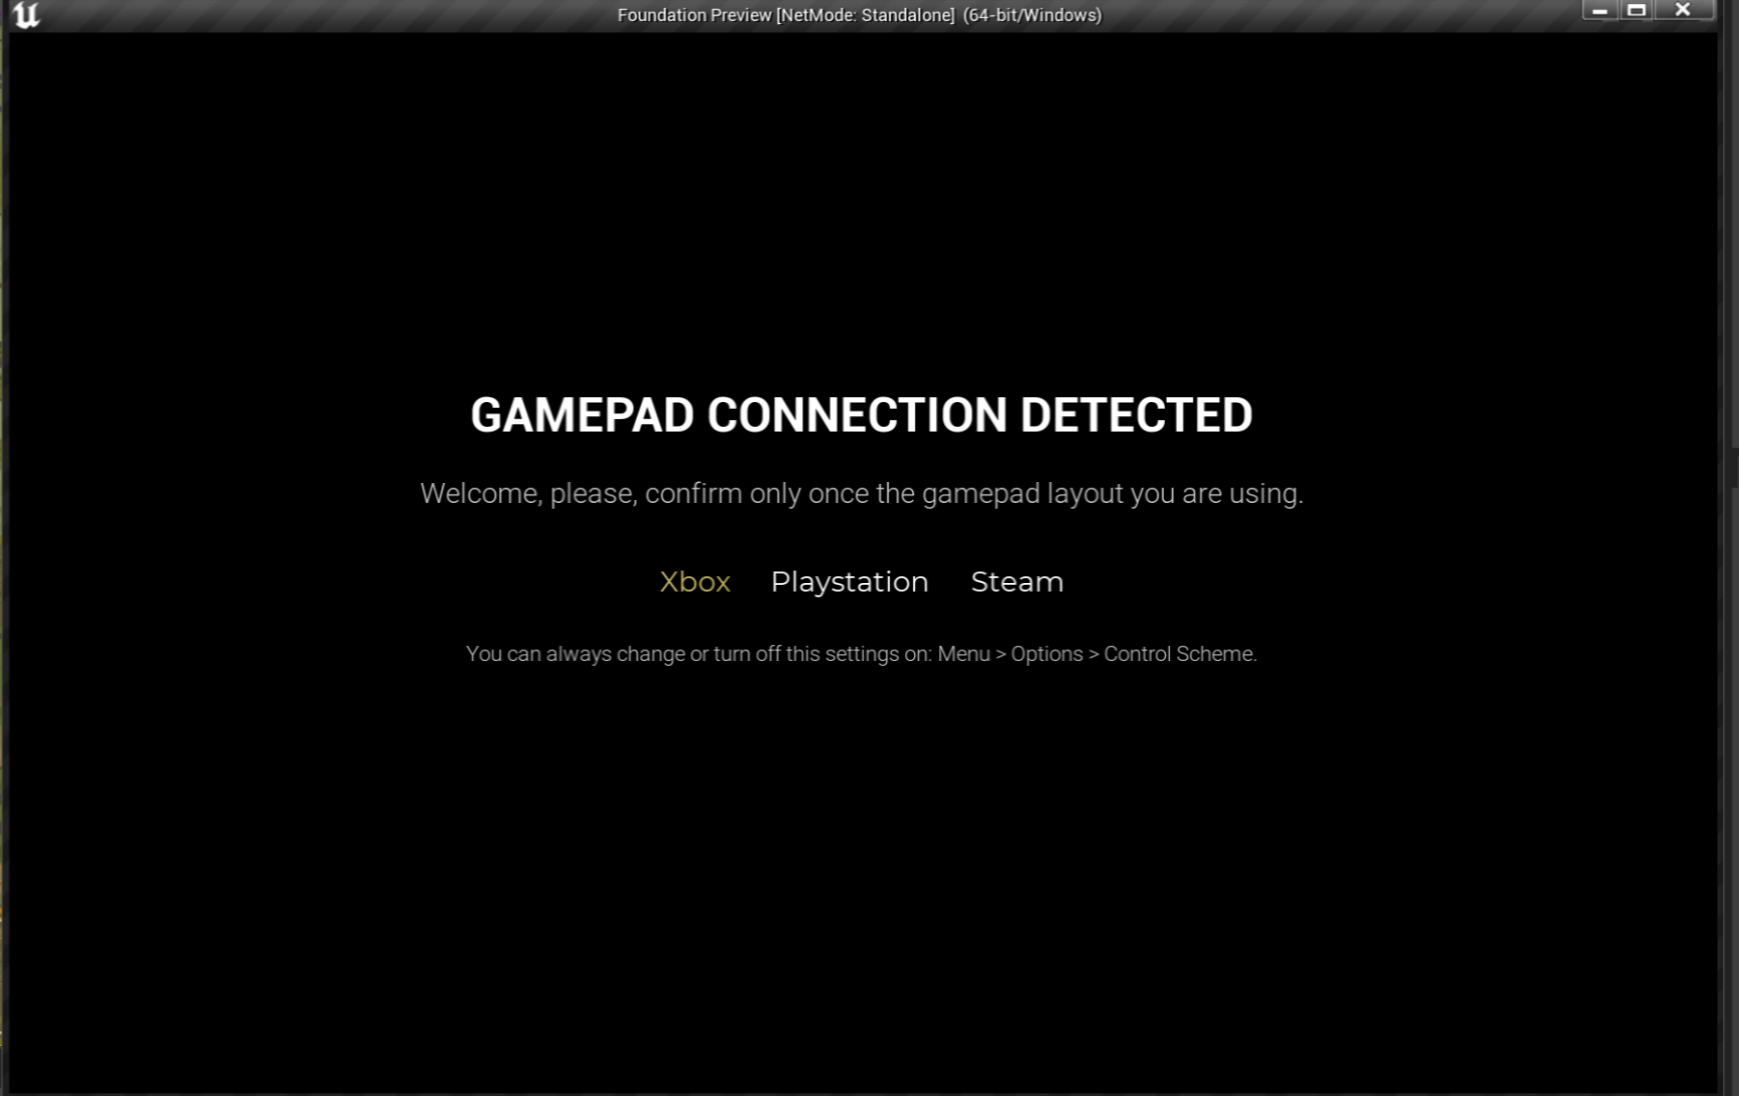 Foundation Preview [NetMode: Standalone] (64-bit/Windows)
GAMEPAD CONNECTION DETECTED
Welcome, please, confirm only once the gamepad layout you are using.
Xbox Playstation Steam
You can always change or turn off this settings on: Menu > Options > Control Scheme.